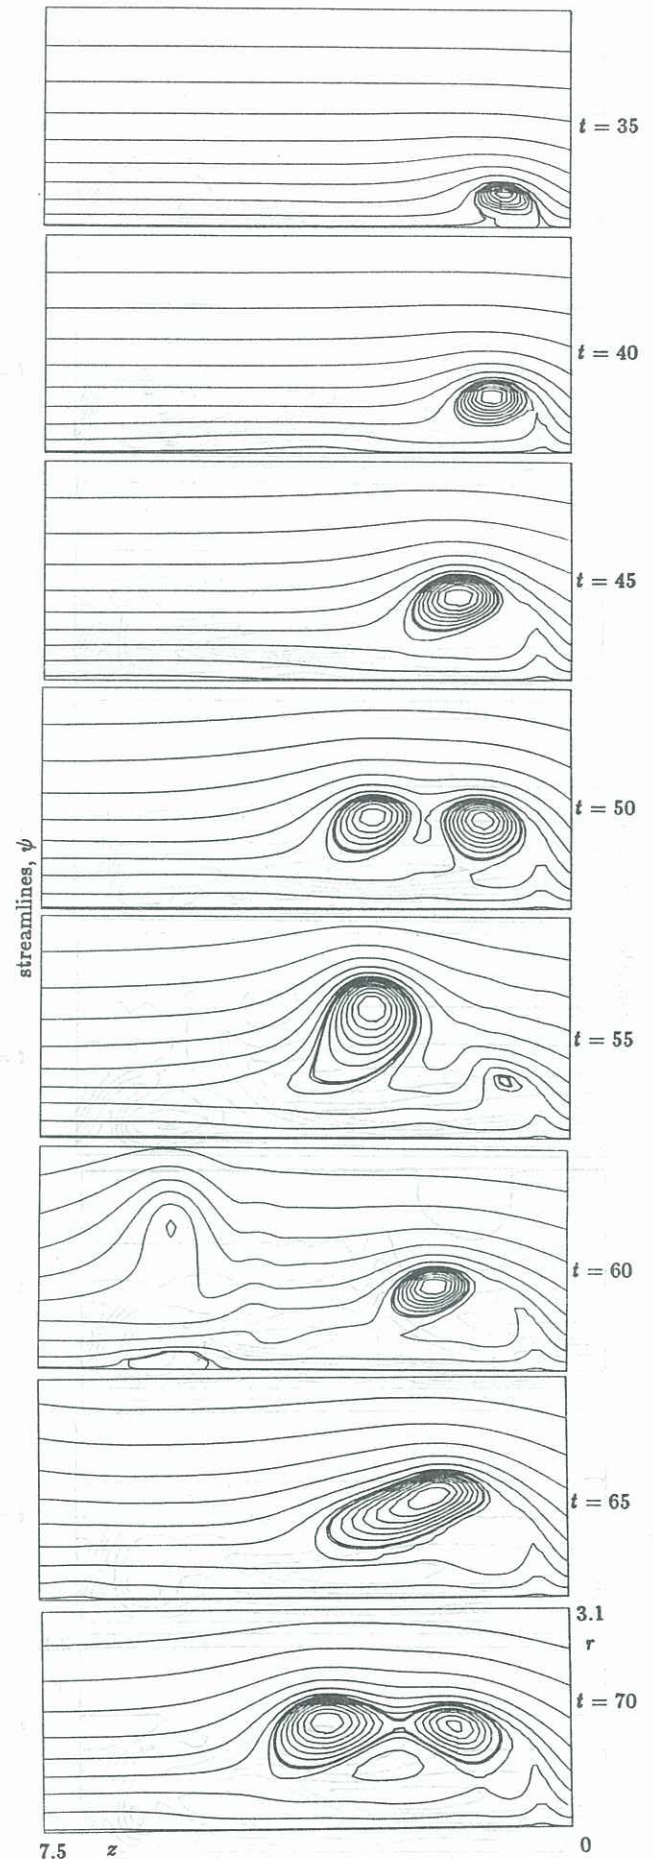 t = 35
t = 40
t = 45
t = 50
streamlines, ψ
t = 55
t = 60
t = 65
3.1
r
t = 70
7.5 z 0